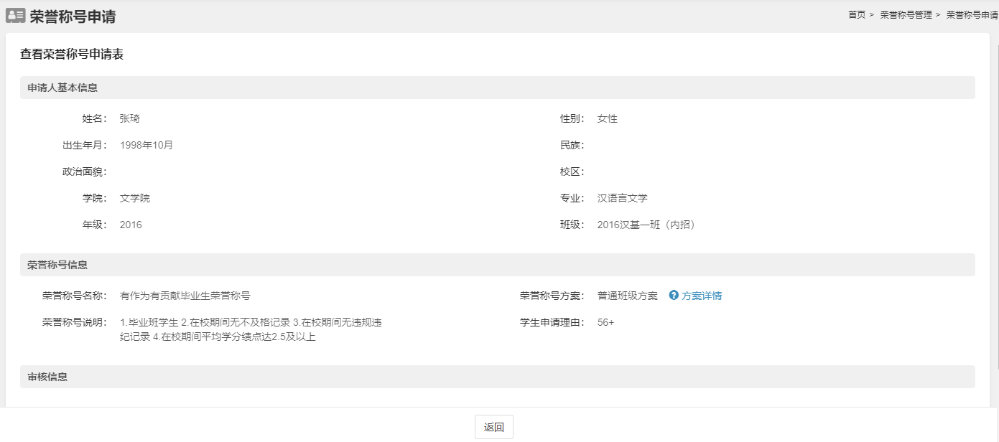 荣誉称号申请
首页 > 荣誉称号管理 > 荣誉称号申请
查看荣誉称号申请表
申请人基本信息
姓名： 张琦 性别： 女性
出生年月： 1998年10月 民族：
政治面貌： 校区：
学院： 文学院 专业： 汉语言文学
年级： 2016 班级： 2016汉基一班（内招）
荣誉称号信息
荣誉称号名称： 有作为有贡献毕业生荣誉称号 荣誉称号方案： 普通班级方案 ? 方案详情
荣誉称号说明： 1.毕业班学生 2.在校期间无不及格记录 3.在校期间无违规违 学生申请理由： 56+
纪记录 4.在校期间平均学分绩点达2.5及以上
审核信息
返回